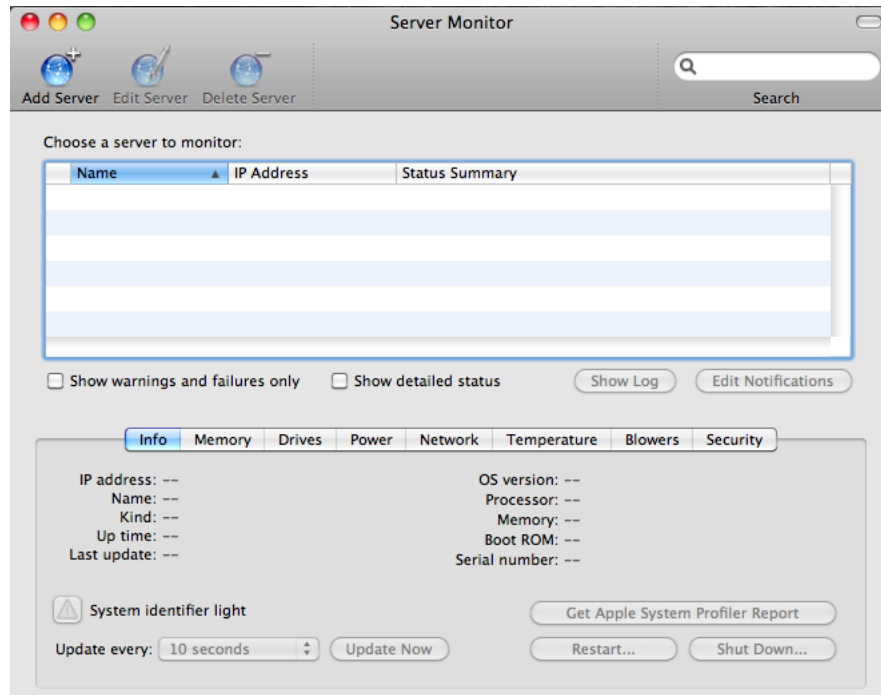 Server Monitor
Add Server Edit Server Delete Server Search
Choose a server to monitor:
Name IP Address Status Summary
Show warnings and failures only Show detailed status Show Log Edit Notifications
Info Memory Drives Power Network Temperature Blowers Security
IP address: -- OS version: --
Name: -- Processor: --
Kind: -- Memory: --
Up time: -- Boot ROM: --
Last update: -- Serial number: --
System identifier light Get Apple System Profiler Report
Update every: 10 seconds Update Now Restart... Shut Down...